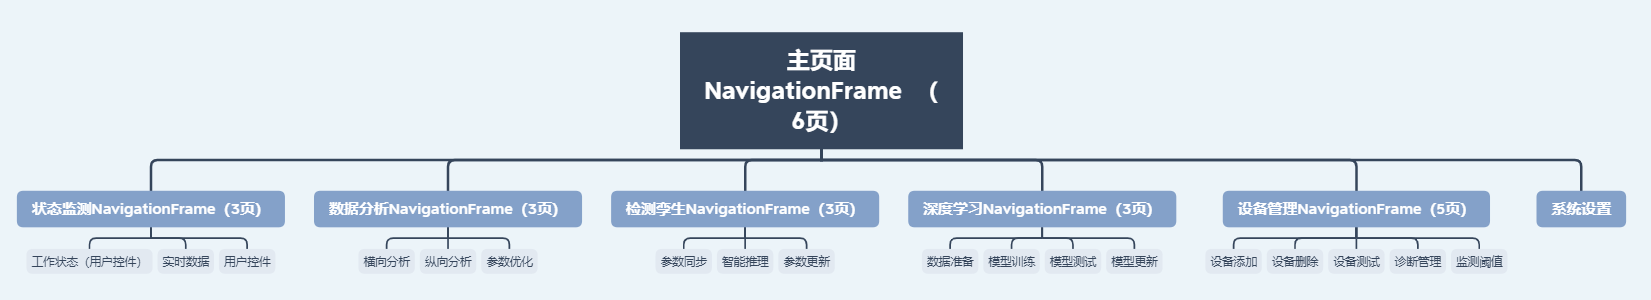 主页面
NavigationFrame （
6页）
状态监测NavigationFrame（3页）
数据分析NavigationFrame（3页）
检测孪生NavigationFrame（3页）
深度学习NavigationFrame（3页）
设备管理NavigationFrame（5页）
系统设置
工作状态（用户控件）
实时数据
用户控件
横向分析
纵向分析
参数优化
参数同步
智能推理
参数更新
数据准备
模型训练
模型测试
模型更新
设备添加
设备删除
设备测试
诊断管理
监测阈值